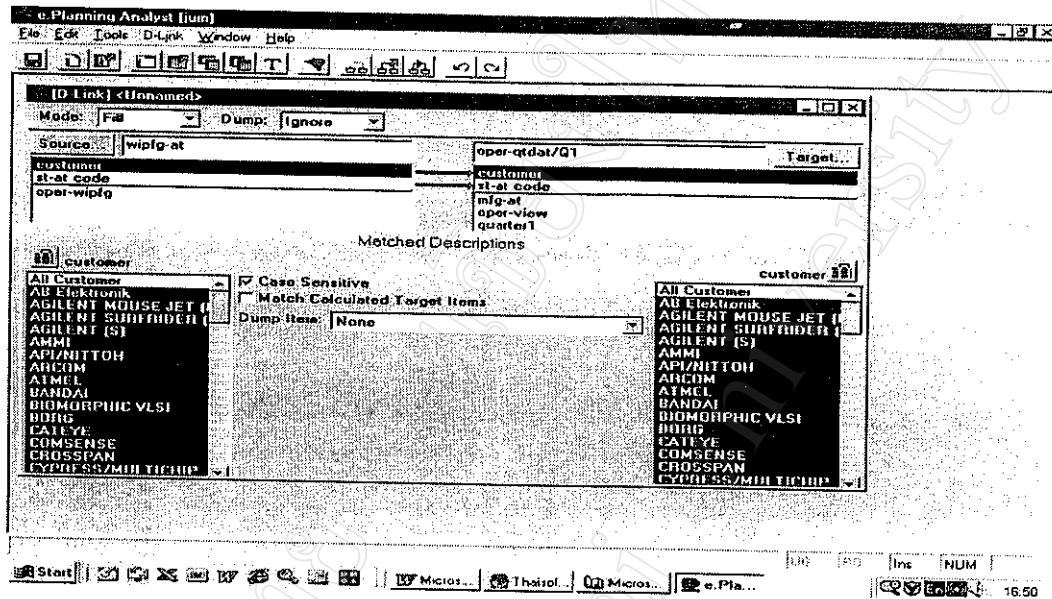 e.Planning Analyst [jum]
File Edit Tools D-Link Window Help
[D-Link] <Unnamed>
Mode: Fill Dump: Ignore
Source... wipfg-at oper-qtdat/Q1 Target...
customer
st-at code
oper-wipfg
customer
st-at code
mfg-at
oper-view
quarter1
Matched Descriptions
customer
All Customer
AB Elektronik
AGILENT MOUSE JET (
AGILENT SURFRIDER (
AGILENT (S)
AMMI
API/NITTOH
ARCOM
ATMEL
BANDAI
BIOMORPHIC VLSI
BORG
CATEYE
COMSENSE
CROSSPAN
CYPRESS/MULTICHIP
Case Sensitive
Match Calculated Target Items
Dump Item: None
customer
All Customer
AB Elektronik
AGILENT MOUSE JET (
AGILENT SURFRIDER (
AGILENT (S)
AMMI
API/NITTOH
ARCOM
ATMEL
BANDAI
BIOMORPHIC VLSI
BORG
CATEYE
COMSENSE
CROSSPAN
CYPRESS/MULTICHIP
Ins NUM
Start Micros... Thaisol... Micros... e.Pla... 16:50